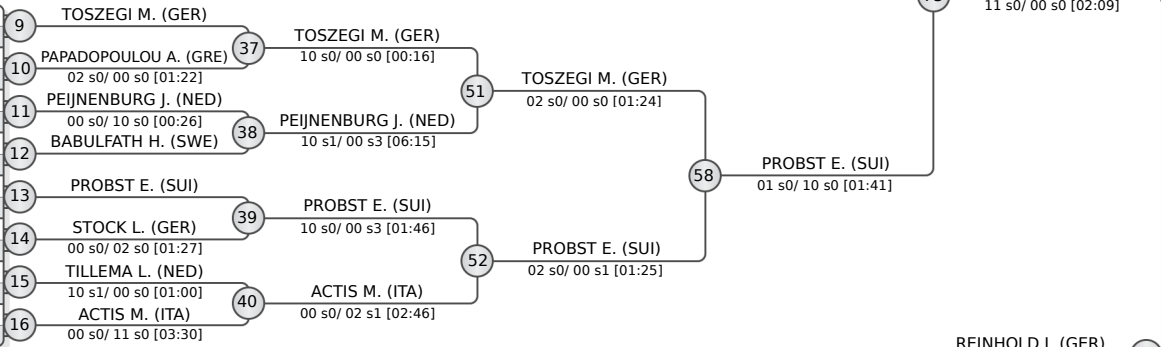 9
TOSZEGI M. (GER)
10
PAPADOPOULOU A. (GRE)
02 s0/ 00 s0 [01:22]
11
PEIJNENBURG J. (NED)
00 s0/ 10 s0 [00:26]
12
BABULFATH H. (SWE)
13
PROBST E. (SUI)
14
STOCK L. (GER)
00 s0/ 02 s0 [01:27]
15
TILLEMA L. (NED)
10 s1/ 00 s0 [01:00]
16
ACTIS M. (ITA)
00 s0/ 11 s0 [03:30]
37
TOSZEGI M. (GER)
10 s0/ 00 s0 [00:16]
38
PEIJNENBURG J. (NED)
10 s1/ 00 s3 [06:15]
39
PROBST E. (SUI)
10 s0/ 00 s3 [01:46]
40
ACTIS M. (ITA)
00 s0/ 02 s1 [02:46]
51
TOSZEGI M. (GER)
02 s0/ 00 s0 [01:24]
52
PROBST E. (SUI)
02 s0/ 00 s1 [01:25]
58
PROBST E. (SUI)
01 s0/ 10 s0 [01:41]
11 s0/ 00 s0 [02:09]
REINHOLD L. (GER)